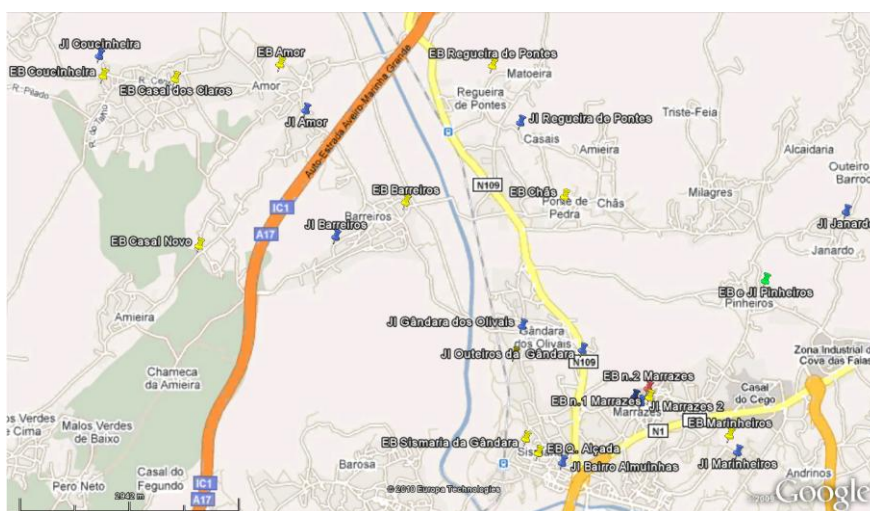 JI Coucinheira
EB Coucinheira
R. Pilado
EB Casal dos Claros
EB Amor
Amor
JI Amor
Auto-Estrada Aveiro-Marinha Grande
EB Regueira de Pontes
Matoeira
Regueira
de Pontes
JI Regueira de Pontes
Casais
Triste-Feia
Amieira
Alcaidaria
Outeiro
N109
EB Chãs
Ponte de
Pedra
Chãs
Milagres
EB Barreiros
Barreiros
JI Barreiros
IC1
A17
JI Janardo
Janardo
EB Casal Novo
EB e JI Pinheiros
Pinheiros
Amieira
JI Gândara dos Olivais
Gândara
dos Olivais
JI Outeiros da Gândara
N109
Zona Industrial de
Cova das Faias
Charneca
da Amieira
EB n.2 Marrazes
EB n.1 Marrazes
JI Marrazes 2
Marrazes
Casal
do Cego
Malos Verdes
de Baixo
N1
EB Marinheiros
EB Sismaria da Gândara
EB Q. Alçada
JI Bairro Almuinhas
JI Marinheiros
Andrinos
Barosa
Casal do
Fegundo
Pero Neto
IC1
A17
2942 m
© 2010 Europa Technologies
Google